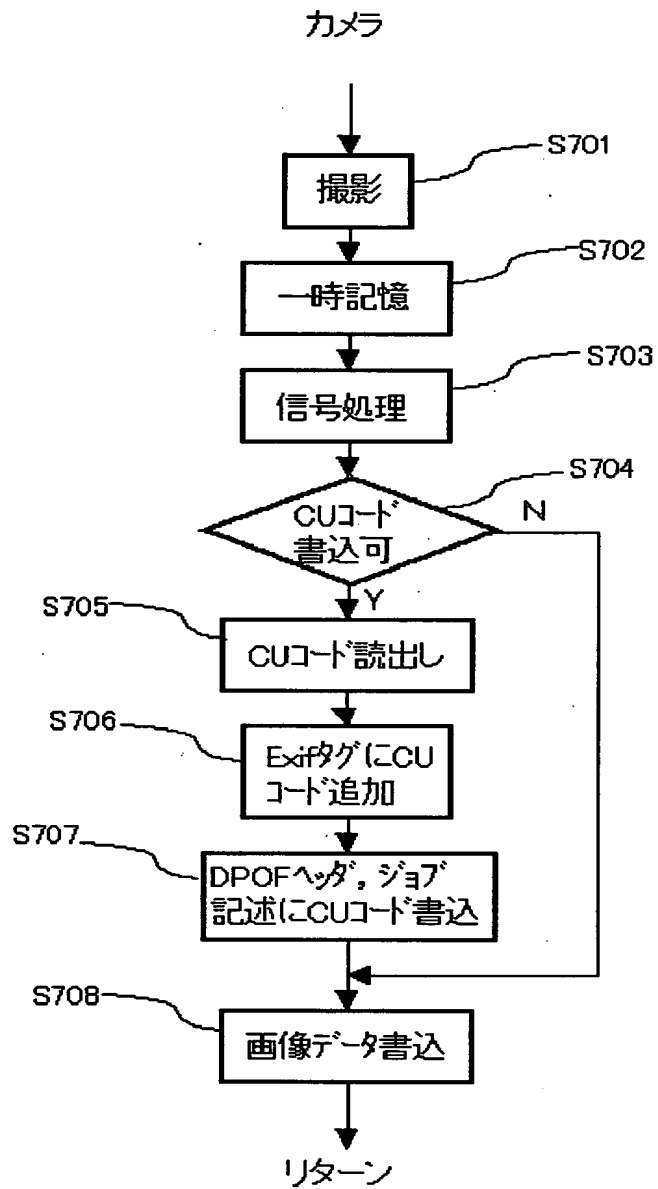 カメラ
S701
撮影
S702
一時記憶
S703
信号処理
S704
CUコード
書込可
N
Y
S705
CUコード読出し
S706
ExifタグにCU
コード追加
S707
DPOFヘッダ,ジョブ
記述にCUコード書込
S708
画像データ書込
リターン